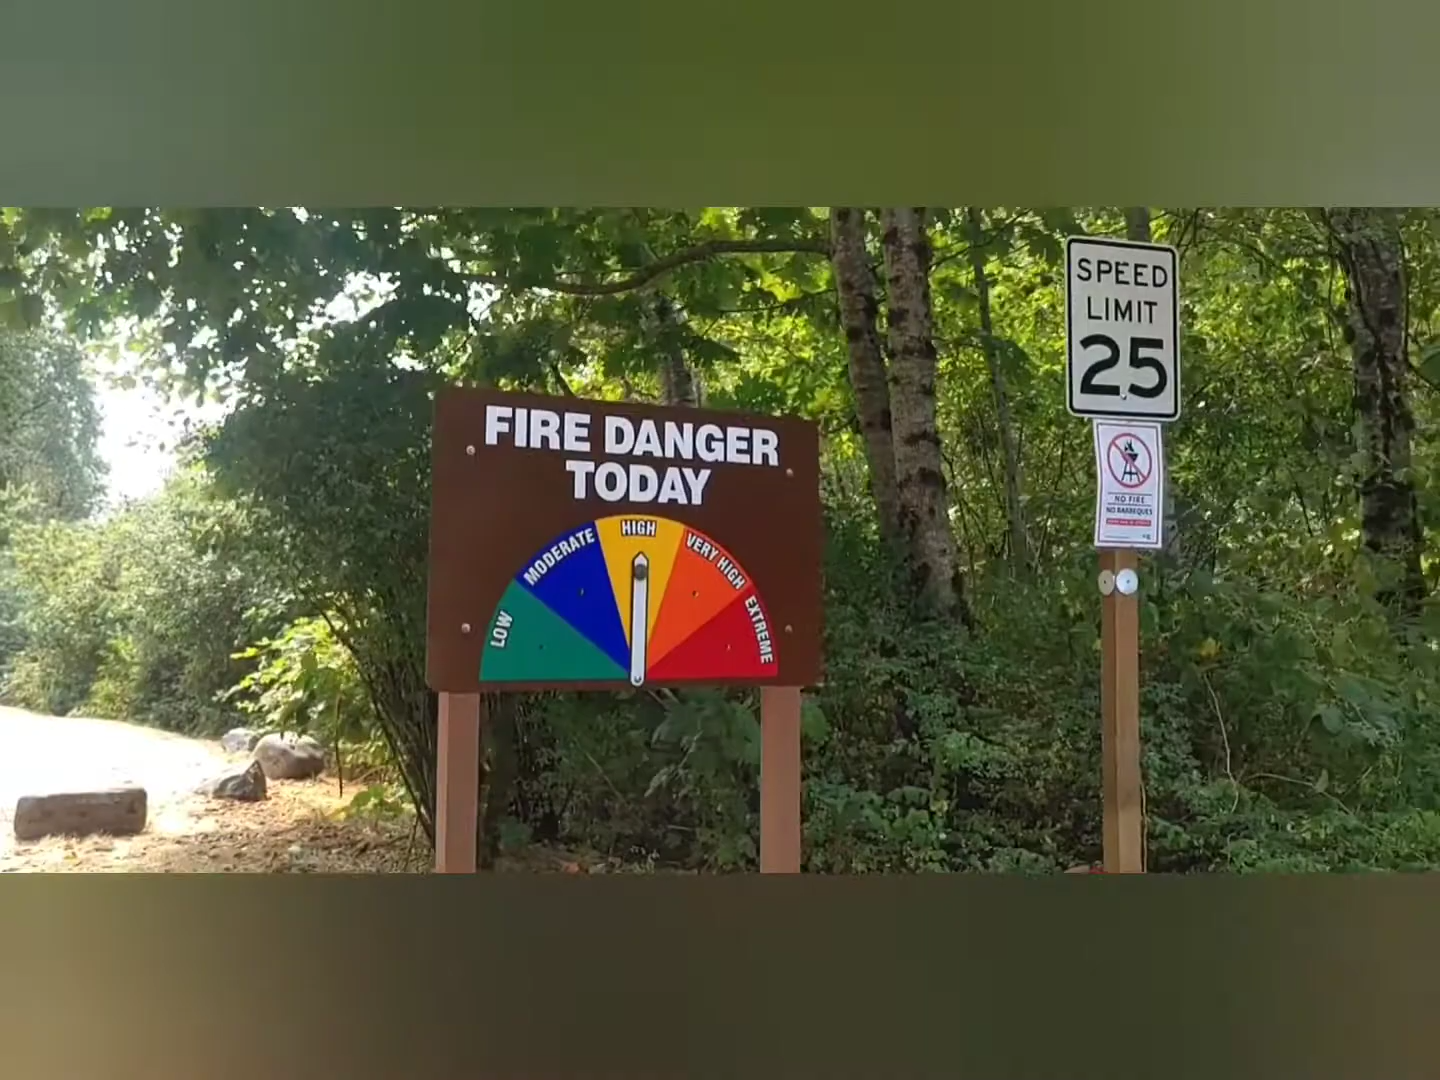 FIRE DANGER
TODAY
LOW
MODERATE
HIGH
VERY HIGH
EXTREME
SPEED
LIMIT
25
NO FIRE
NO BARBEQUES